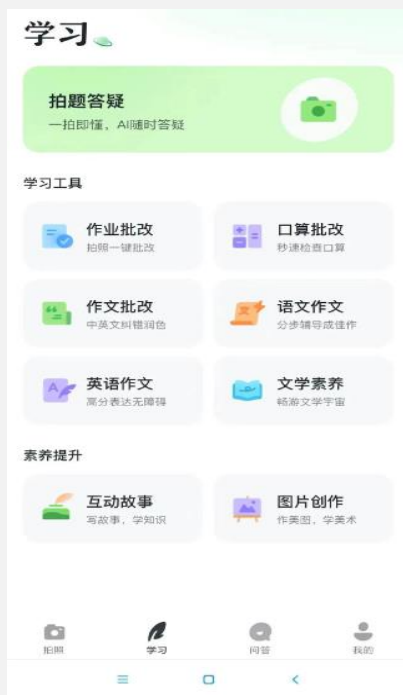 学习
拍题答疑
一拍即懂，AI随时答疑
学习工具
作业批改
拍照一键批改
口算批改
秒速检查口算
作文批改
中英文纠错润色
语文作文
分步辅导成佳作
英语作文
高分表达无障碍
文学素养
畅游文学宇宙
素养提升
互动故事
写故事，学知识
图片创作
作美图，学美术
拍照
学习
问答
我的